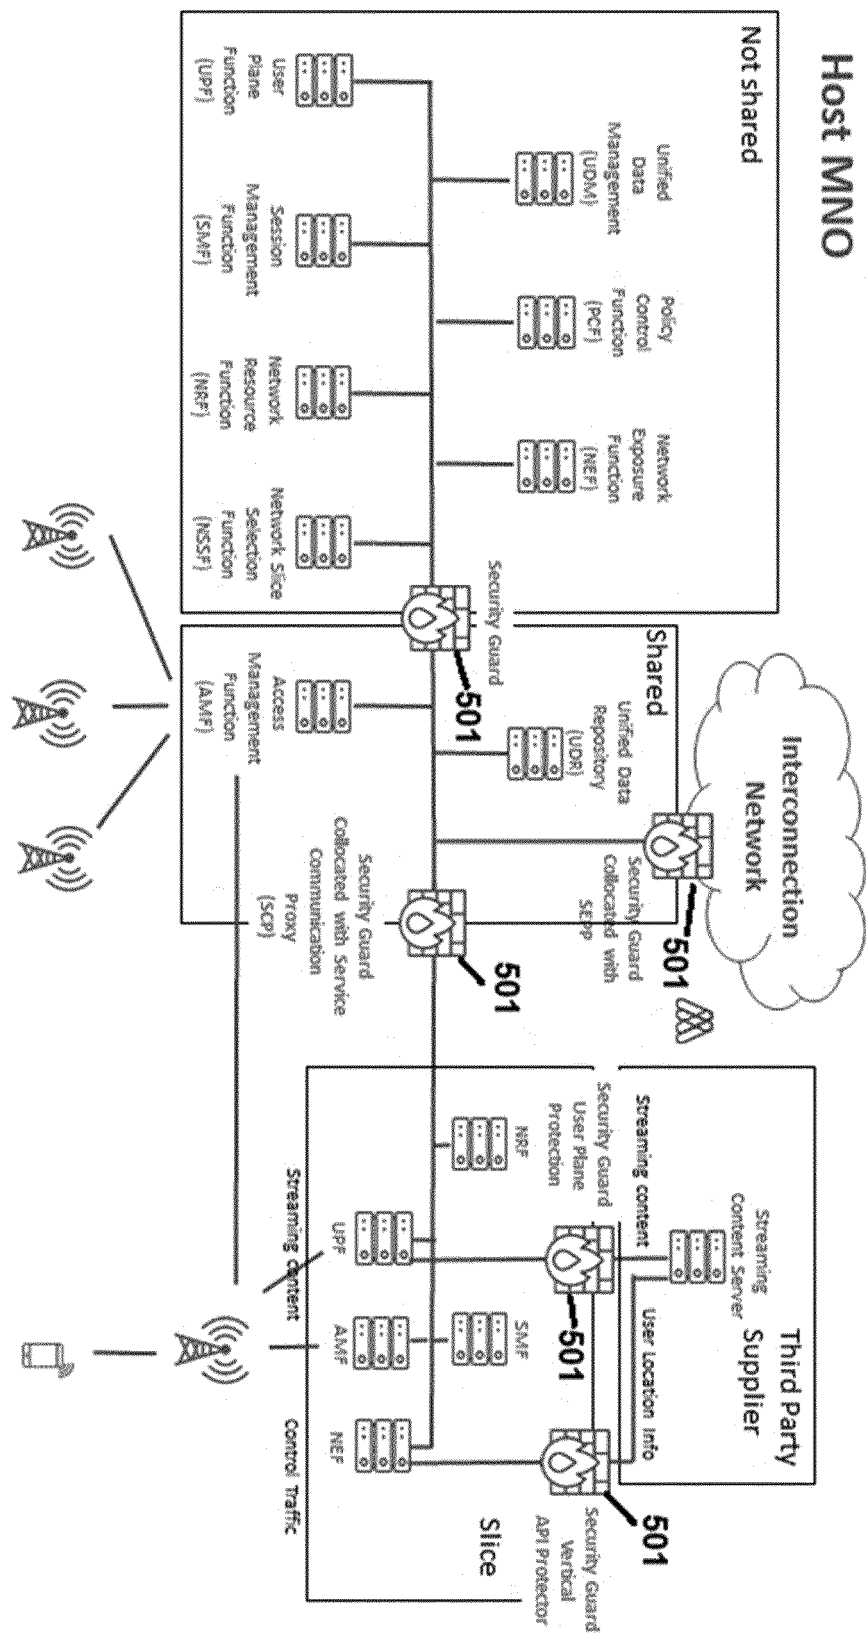 Host MNO
Not shared
Unified
Data
Management
(UDM)
Policy
Control
Function
(PCF)
Network
Exposure
Function
(NEF)
User
Plane
Function
(UPF)
Session
Management
Function
(SMF)
Network
Resource
Function
(NRF)
Network Slice
Selection
Function
(NSSF)
Security Guard
501
Shared
Unified Data
Repository
(UDR)
Access
Management
Function
(AMF)
Interconnection
Network
Security Guard
Collocated with
SEPP
501
Security Guard
Collocated with Service
Communication
Proxy
(SCP)
501
Third Party
Supplier
Streaming
Content Server
Streaming content
User Location Info
Security Guard
User Plane
Protection
501
Security Guard
Vertical
API Protector
501
Slice
NRF
SMF
UPF
AMF
NEF
Streaming content
Control Traffic